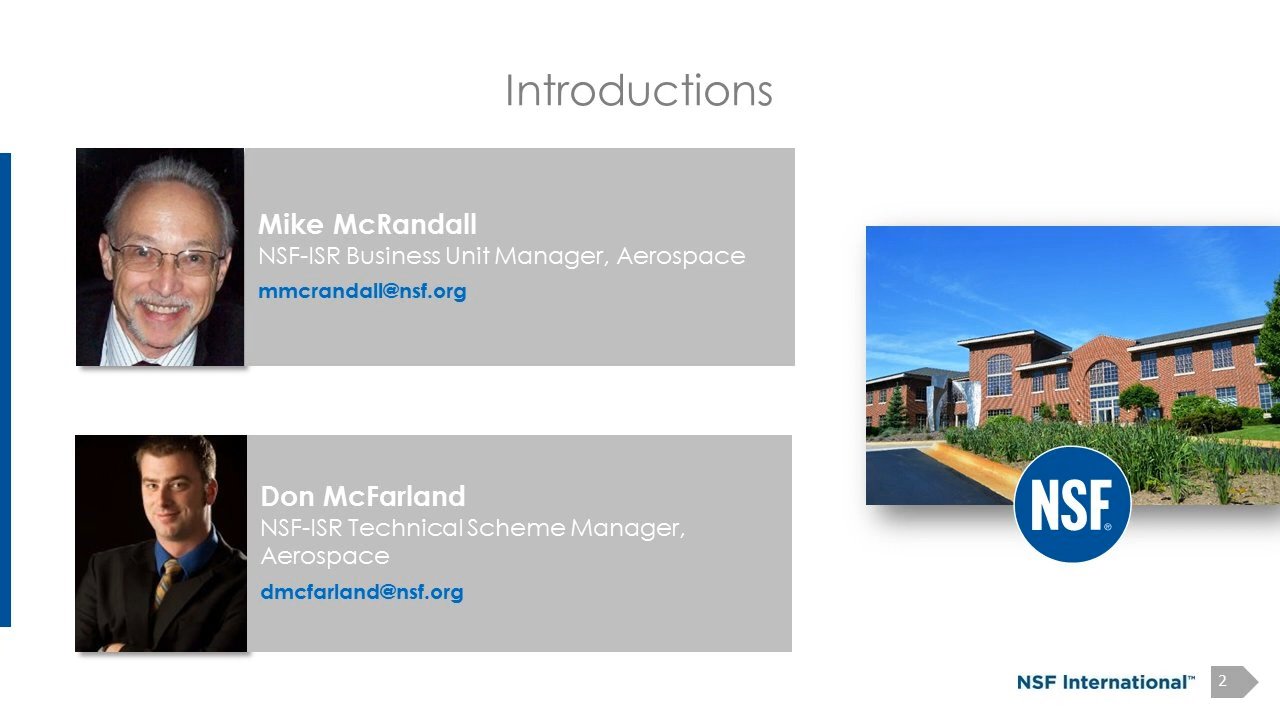 Introductions
Mike McRandall
NSF-ISR Business Unit Manager, Aerospace
mmcrandall@nsf.org
Don McFarland
NSF-ISR Technical Scheme Manager,
Aerospace
dmcfarland@nsf.org
NSF®
NSF International™
2